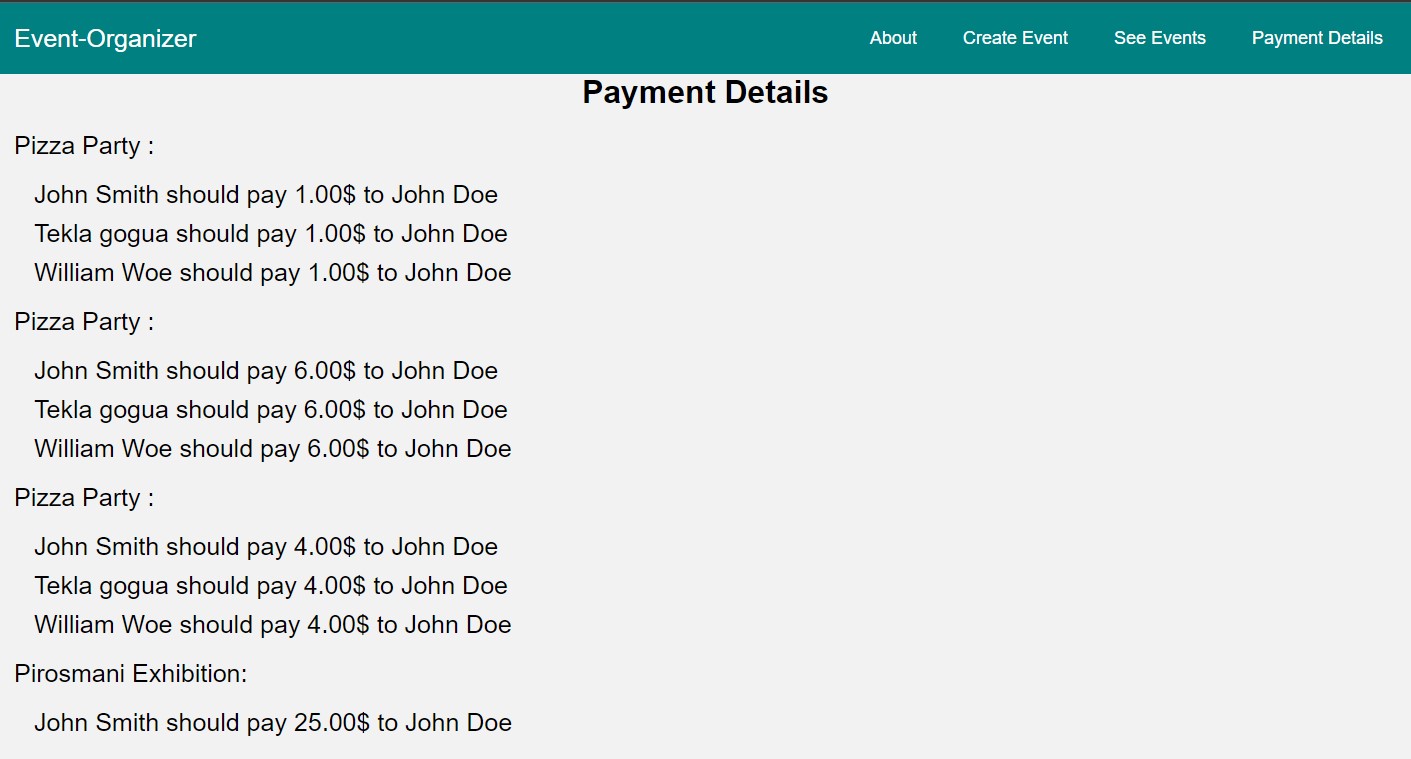 Event-Organizer About Create Event See Events Payment Details
Payment Details
Pizza Party :
John Smith should pay 1.00$ to John Doe
Tekla gogua should pay 1.00$ to John Doe
William Woe should pay 1.00$ to John Doe
Pizza Party :
John Smith should pay 6.00$ to John Doe
Tekla gogua should pay 6.00$ to John Doe
William Woe should pay 6.00$ to John Doe
Pizza Party :
John Smith should pay 4.00$ to John Doe
Tekla gogua should pay 4.00$ to John Doe
William Woe should pay 4.00$ to John Doe
Pirosmani Exhibition:
John Smith should pay 25.00$ to John Doe